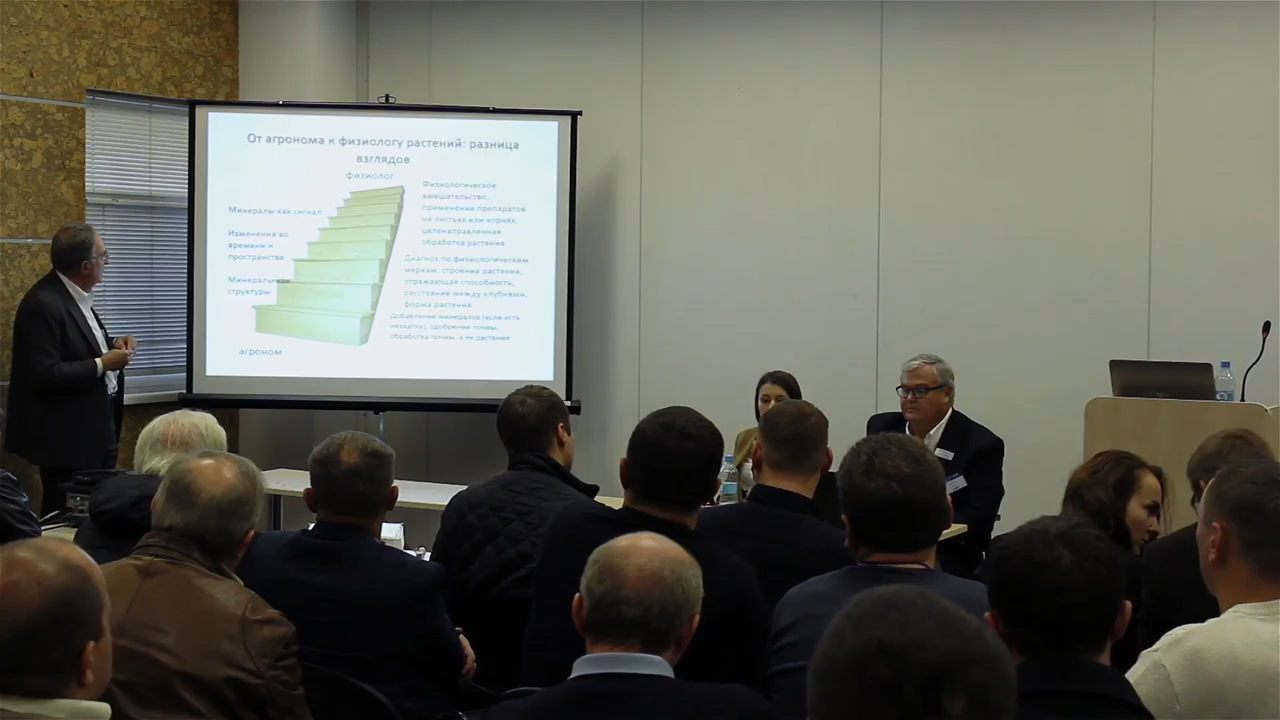 От агронома к физиологу растений: разница
взглядов
физиолог
Минералы как сигнал
Изменения во
времени и
пространстве
Минеральные
структуры
агроном
Физиологическое
вмешательство,
применение препаратов
на листьях или корнях,
целенаправленная
обработка растения
Диагноз по физиологическим
меркам, строение растения,
отражающая способность,
расстояние между клубнями,
форма растения
Добавление минералов (если есть
нехватка), удобрение почвы,
обработка почвы, а не растения